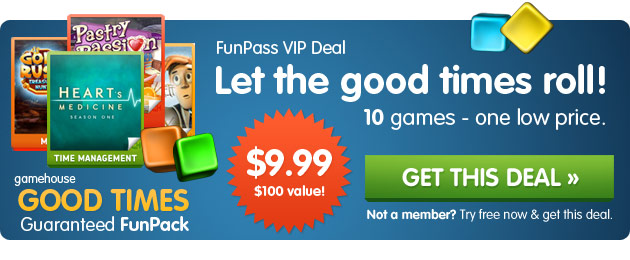 FunPass VIP Deal
Let the good times roll!
10 games - one low price.
Pastry
Passion
HEART's
MEDICINE
SEASON ONE
TIME MANAGEMENT
$9.99
$100 value!
GET THIS DEAL »
Not a member? Try free now & get this deal.
gamehouse
GOOD TIMES
Guaranteed FunPack